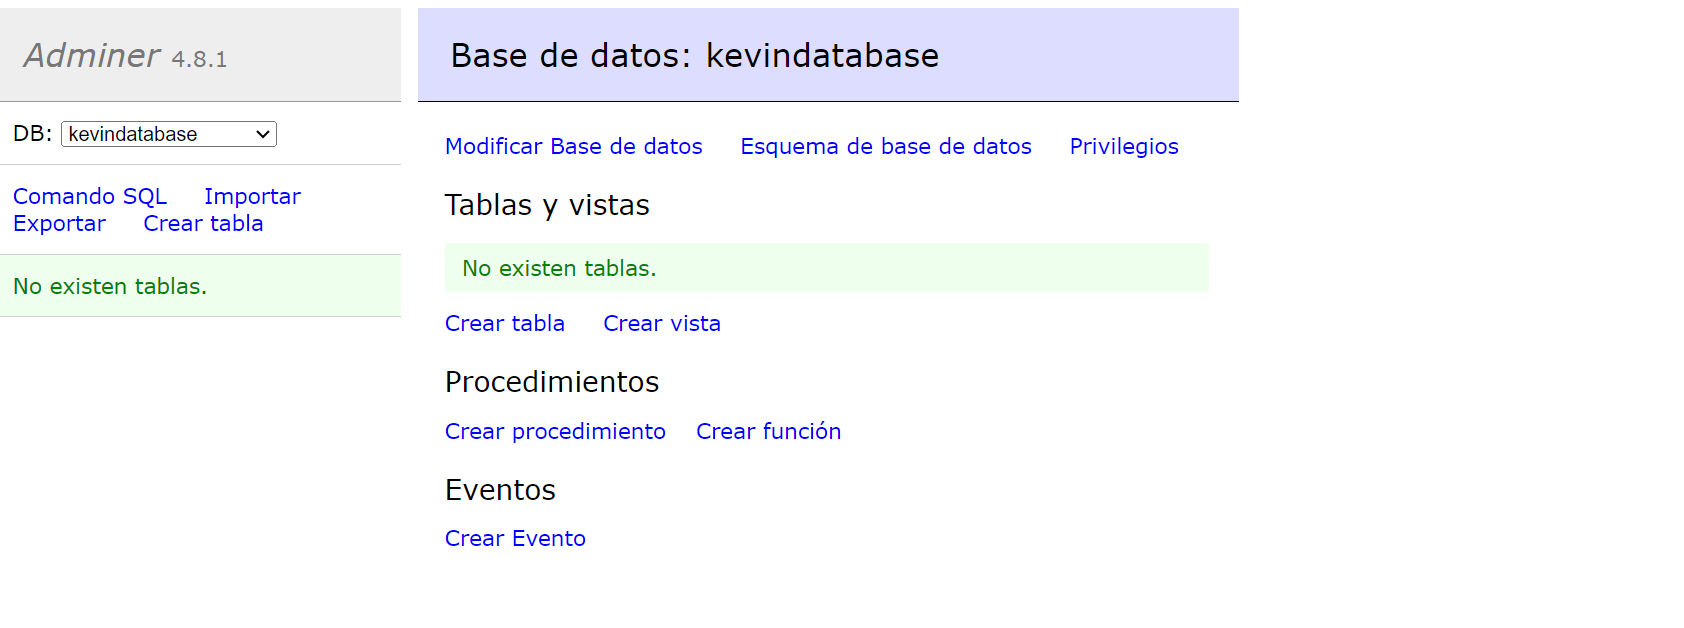 Adminer 4.8.1
DB: kevindatabase
Comando SQL Importar
Exportar Crear tabla
No existen tablas.
Base de datos: kevindatabase
Modificar Base de datos Esquema de base de datos Privilegios
Tablas y vistas
No existen tablas.
Crear tabla Crear vista
Procedimientos
Crear procedimiento Crear función
Eventos
Crear Evento